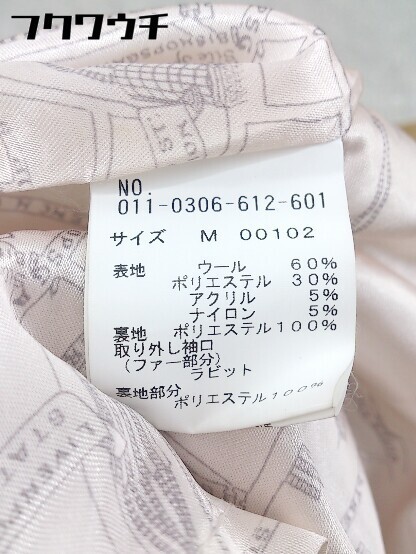 フクワウチ
NO.
011-0306-612-601
サイズ M 00102
表地 ウール 60%
ポリエステル 30%
アクリル 5%
ナイロン 5%
裏地 ポリエステル100%
取り外し袖口
(ファー部分)
ラビット
裏地部分
ポリエステル100%